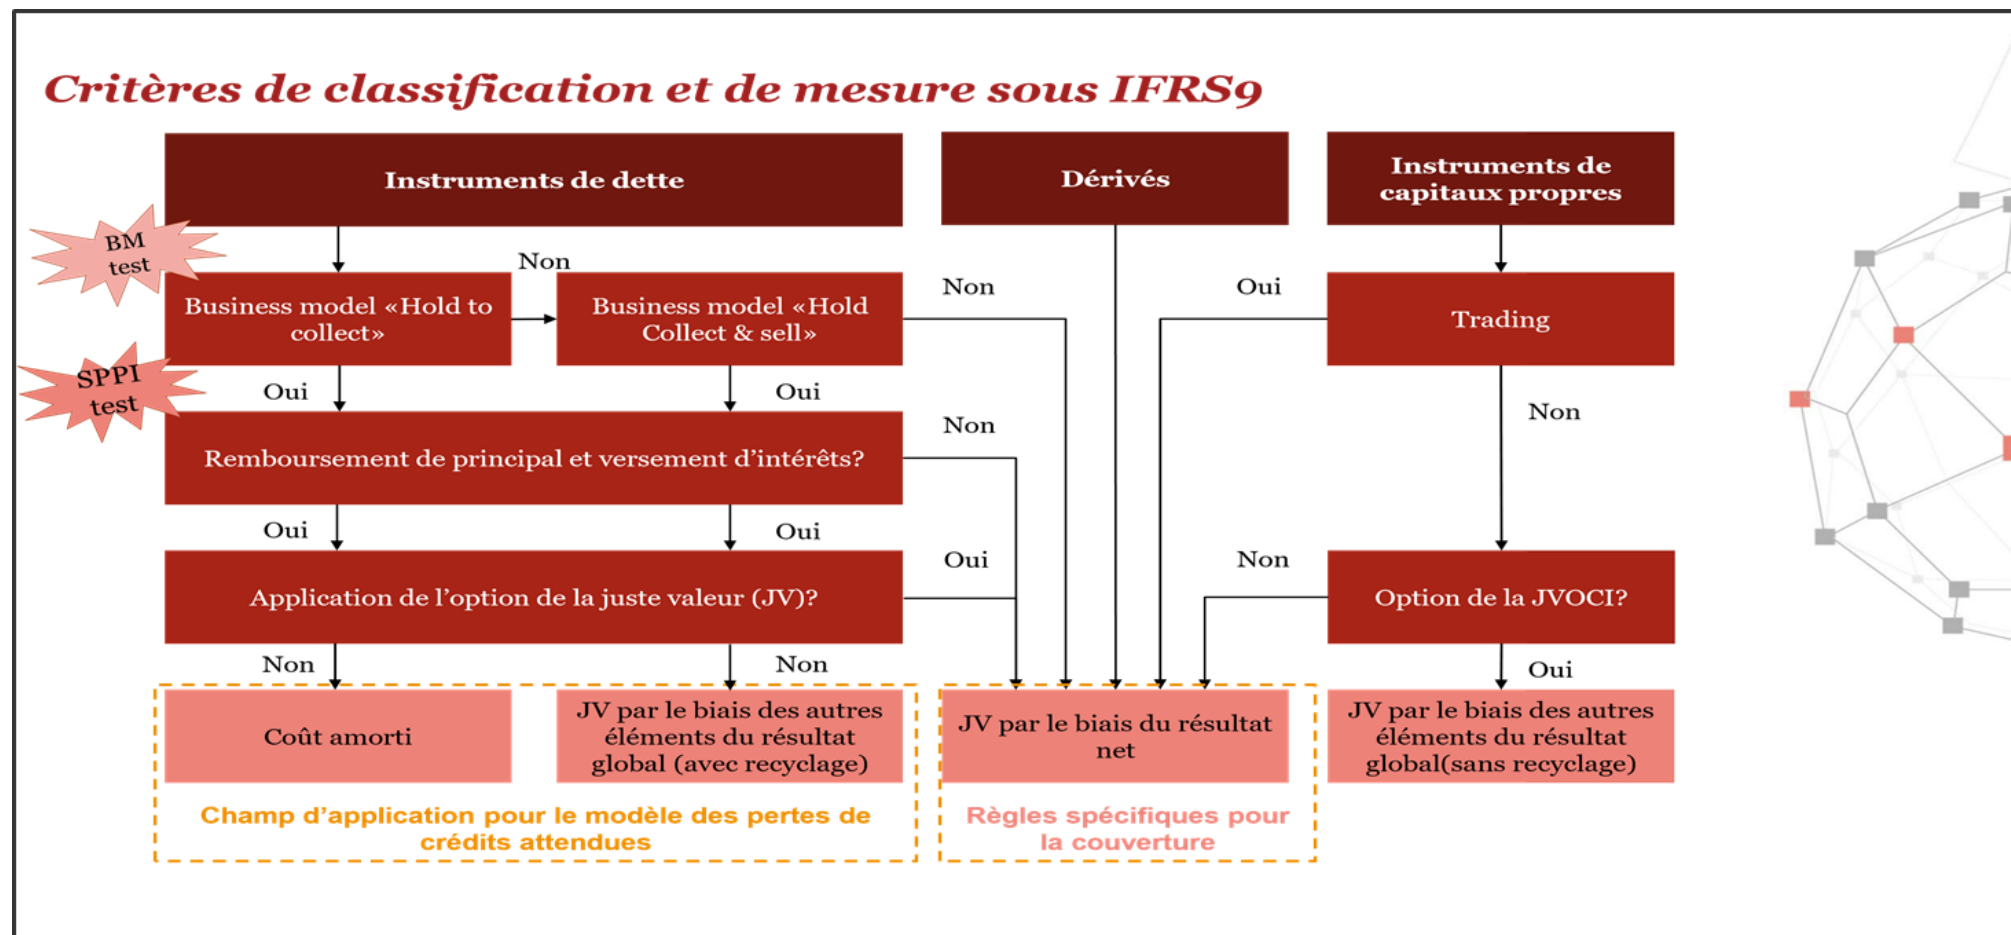 Critères de classification et de mesure sous IFRS9
Instruments de dette
Dérivés
Instruments de
capitaux propres
BM
test
Non
Non
Oui
Business model «Hold to
collect»
Business model «Hold
Collect & sell»
Trading
SPPI
test
Oui
Oui
Non
Non
Remboursement de principal et versement d’intérêts?
Oui
Oui
Oui
Non
Application de l’option de la juste valeur (JV)?
Option de la JVOCI?
Non
Non
Oui
Coût amorti
JV par le biais des autres
éléments du résultat
global (avec recyclage)
JV par le biais du résultat
net
JV par le biais des autres
éléments du résultat
global(sans recyclage)
Champ d’application pour le modèle des pertes de
crédits attendues
Règles spécifiques pour
la couverture